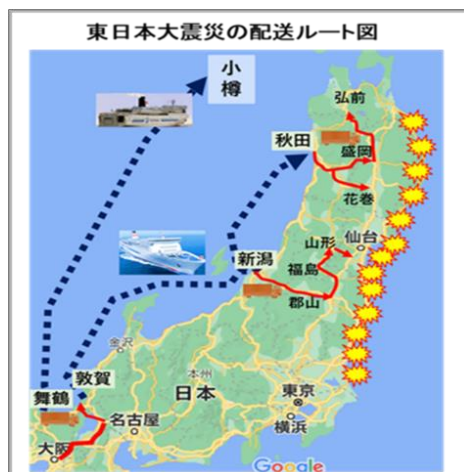 東日本大震災の配送ルート図
小樽
弘前
秋田
盛岡
花巻
山形
仙台
新潟
福島
郡山
金沢
敦賀
本州
舞鶴
日本
東京
名古屋
横浜
大阪
Google